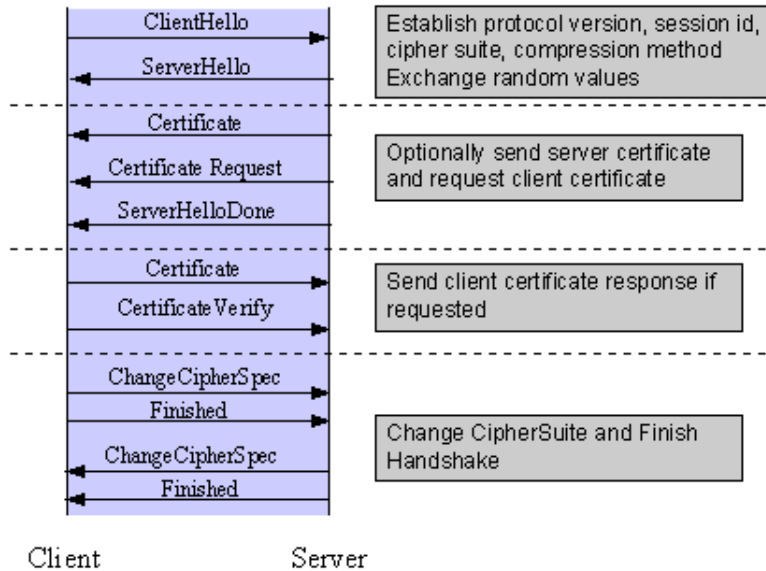 ClientHello
ServerHello
Establish protocol version, session id,
cipher suite, compression method
Exchange random values
Certificate
Certificate Request
ServerHelloDone
Optionally send server certificate
and request client certificate
Certificate
CertificateVerify
Send client certificate response if
requested
ChangeCipherSpec
Finished
ChangeCipherSpec
Finished
Change CipherSuite and Finish
Handshake
Client
Server